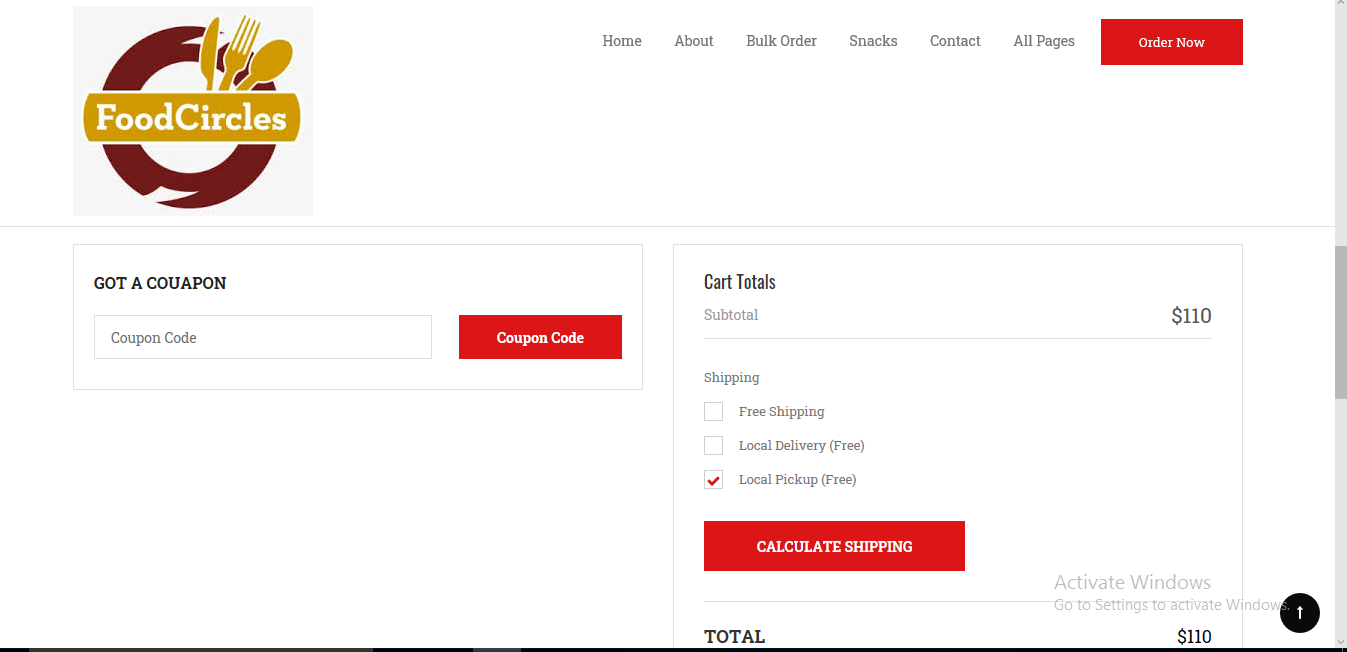 FoodCircles
Home About Bulk Order Snacks Contact All Pages Order Now
GOT A COUAPON
Coupon Code Coupon Code
Cart Totals
Subtotal $110
Shipping
Free Shipping
Local Delivery (Free)
Local Pickup (Free)
CALCULATE SHIPPING
Activate Windows
Go to Settings to activate Windows.
TOTAL $110